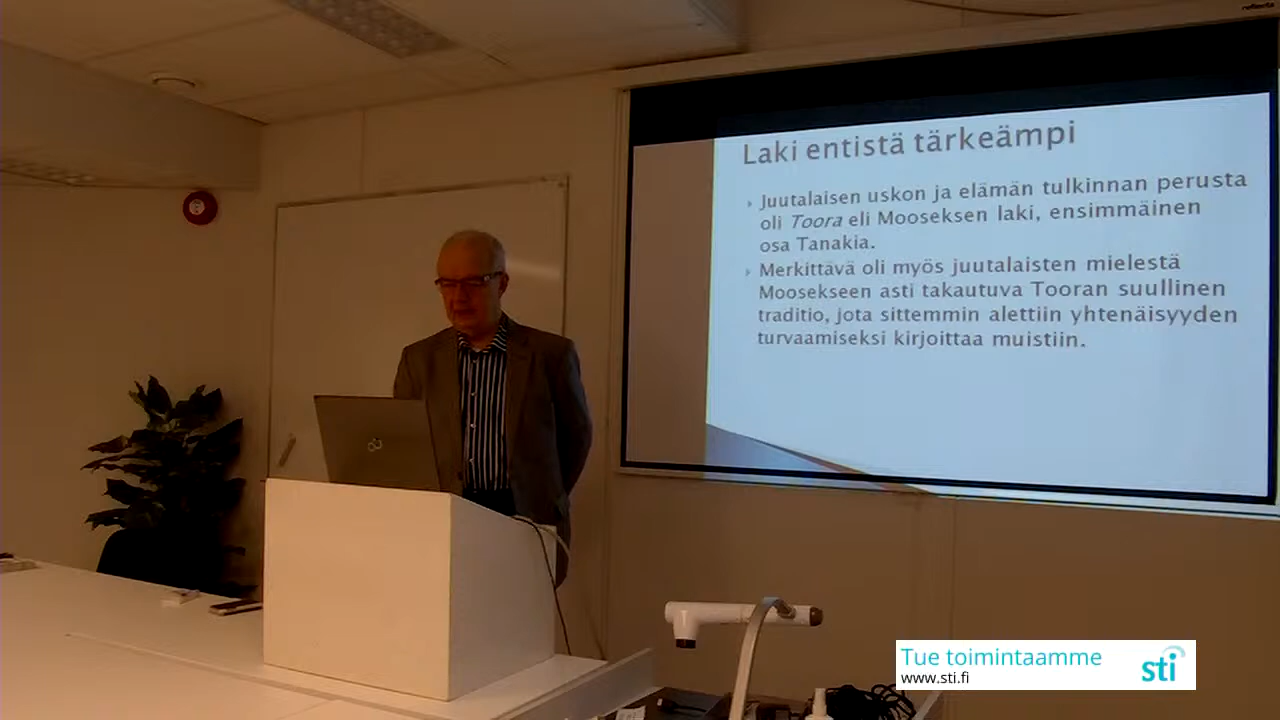 reflecta
Laki entistä tärkeämpi
Juutalaisen uskon ja elämän tulkinnan perusta
oli Toora eli Mooseksen laki, ensimmäinen
osa Tanakia.
Merkittävä oli myös juutalaisten mielestä
Moosekseen asti takautuva Tooran suullinen
traditio, jota sittemmin alettiin yhtenäisyyden
turvaamiseksi kirjoittaa muistiin.
Tue toimintaamme
www.sti.fi
sti